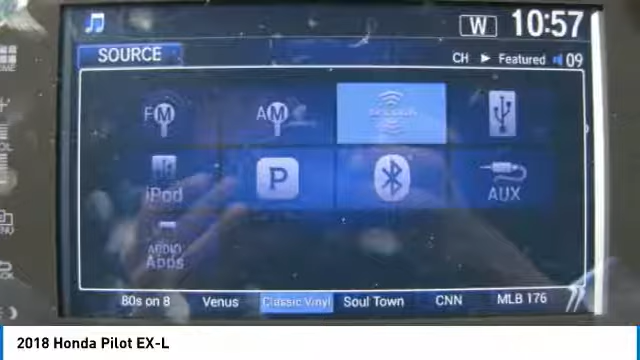 W 10:57
SOURCE
CH ▶ Featured 09
FM AM
iPod P AUX
AUDIO
Apps
80s on 8 Venus Classic Vinyl Soul Town CNN MLB 176
2018 Honda Pilot EX-L